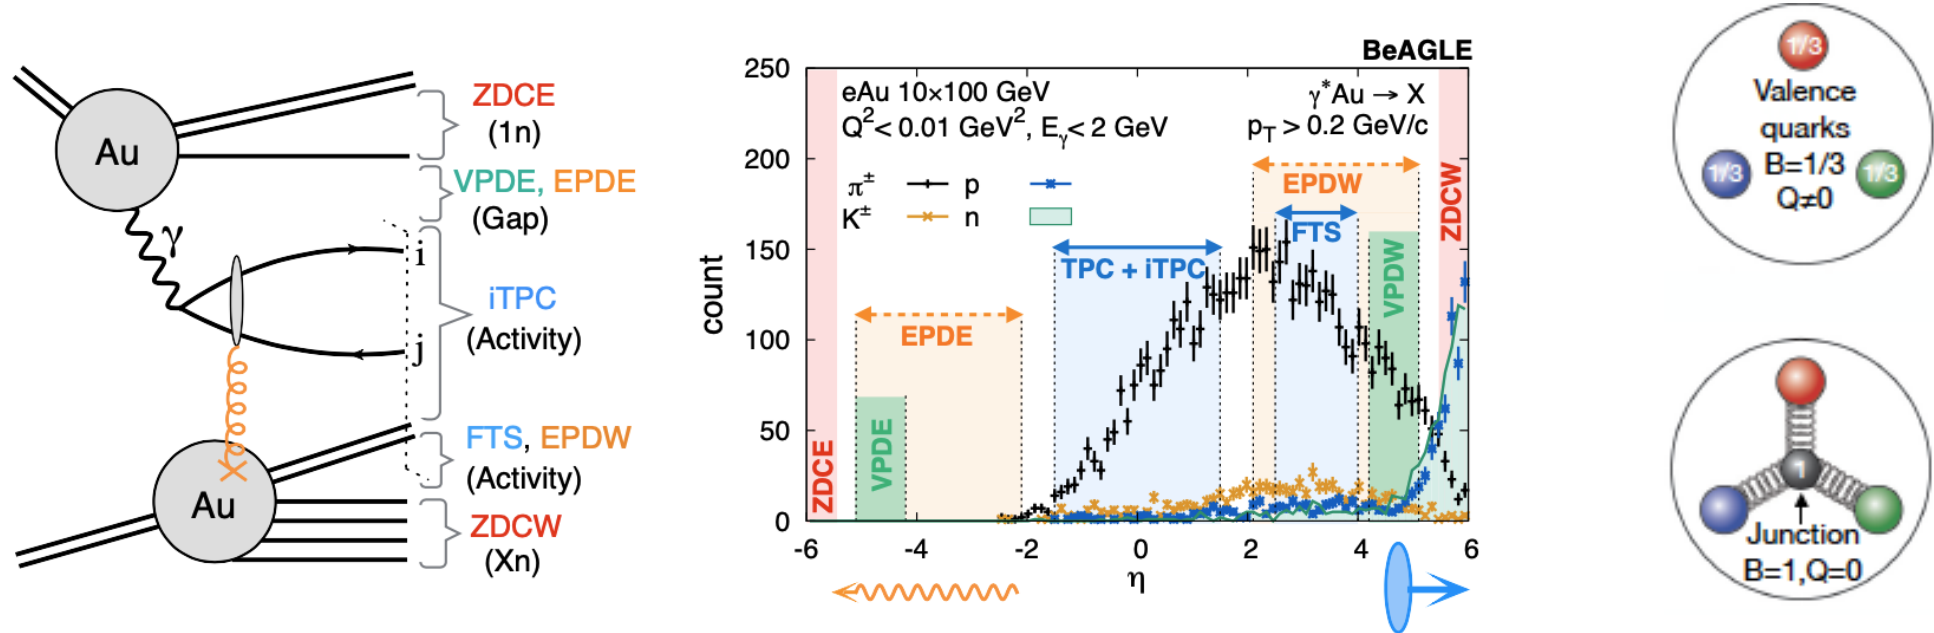 Au
ZDCE
(1n)
VPDE, EPDE
(Gap)
γ
i
iTPC
(Activity)
j
FTS, EPDW
(Activity)
Au
ZDCW
(Xn)
BeAGLE
250
200
150
100
50
0
count
eAu 10×100 GeV
Q²< 0.01 GeV², Eγ< 2 GeV
γ*Au → X
pT > 0.2 GeV/c
π± p
K± n
ZDCE
VPDE
EPDE
TPC + iTPC
EPDW
FTS
VPDW
ZDCW
-6 -4 -2 0 2 4 6
η
1/3
Valence
quarks
1/3 B=1/3 1/3
Q≠0
1
Junction
B=1,Q=0